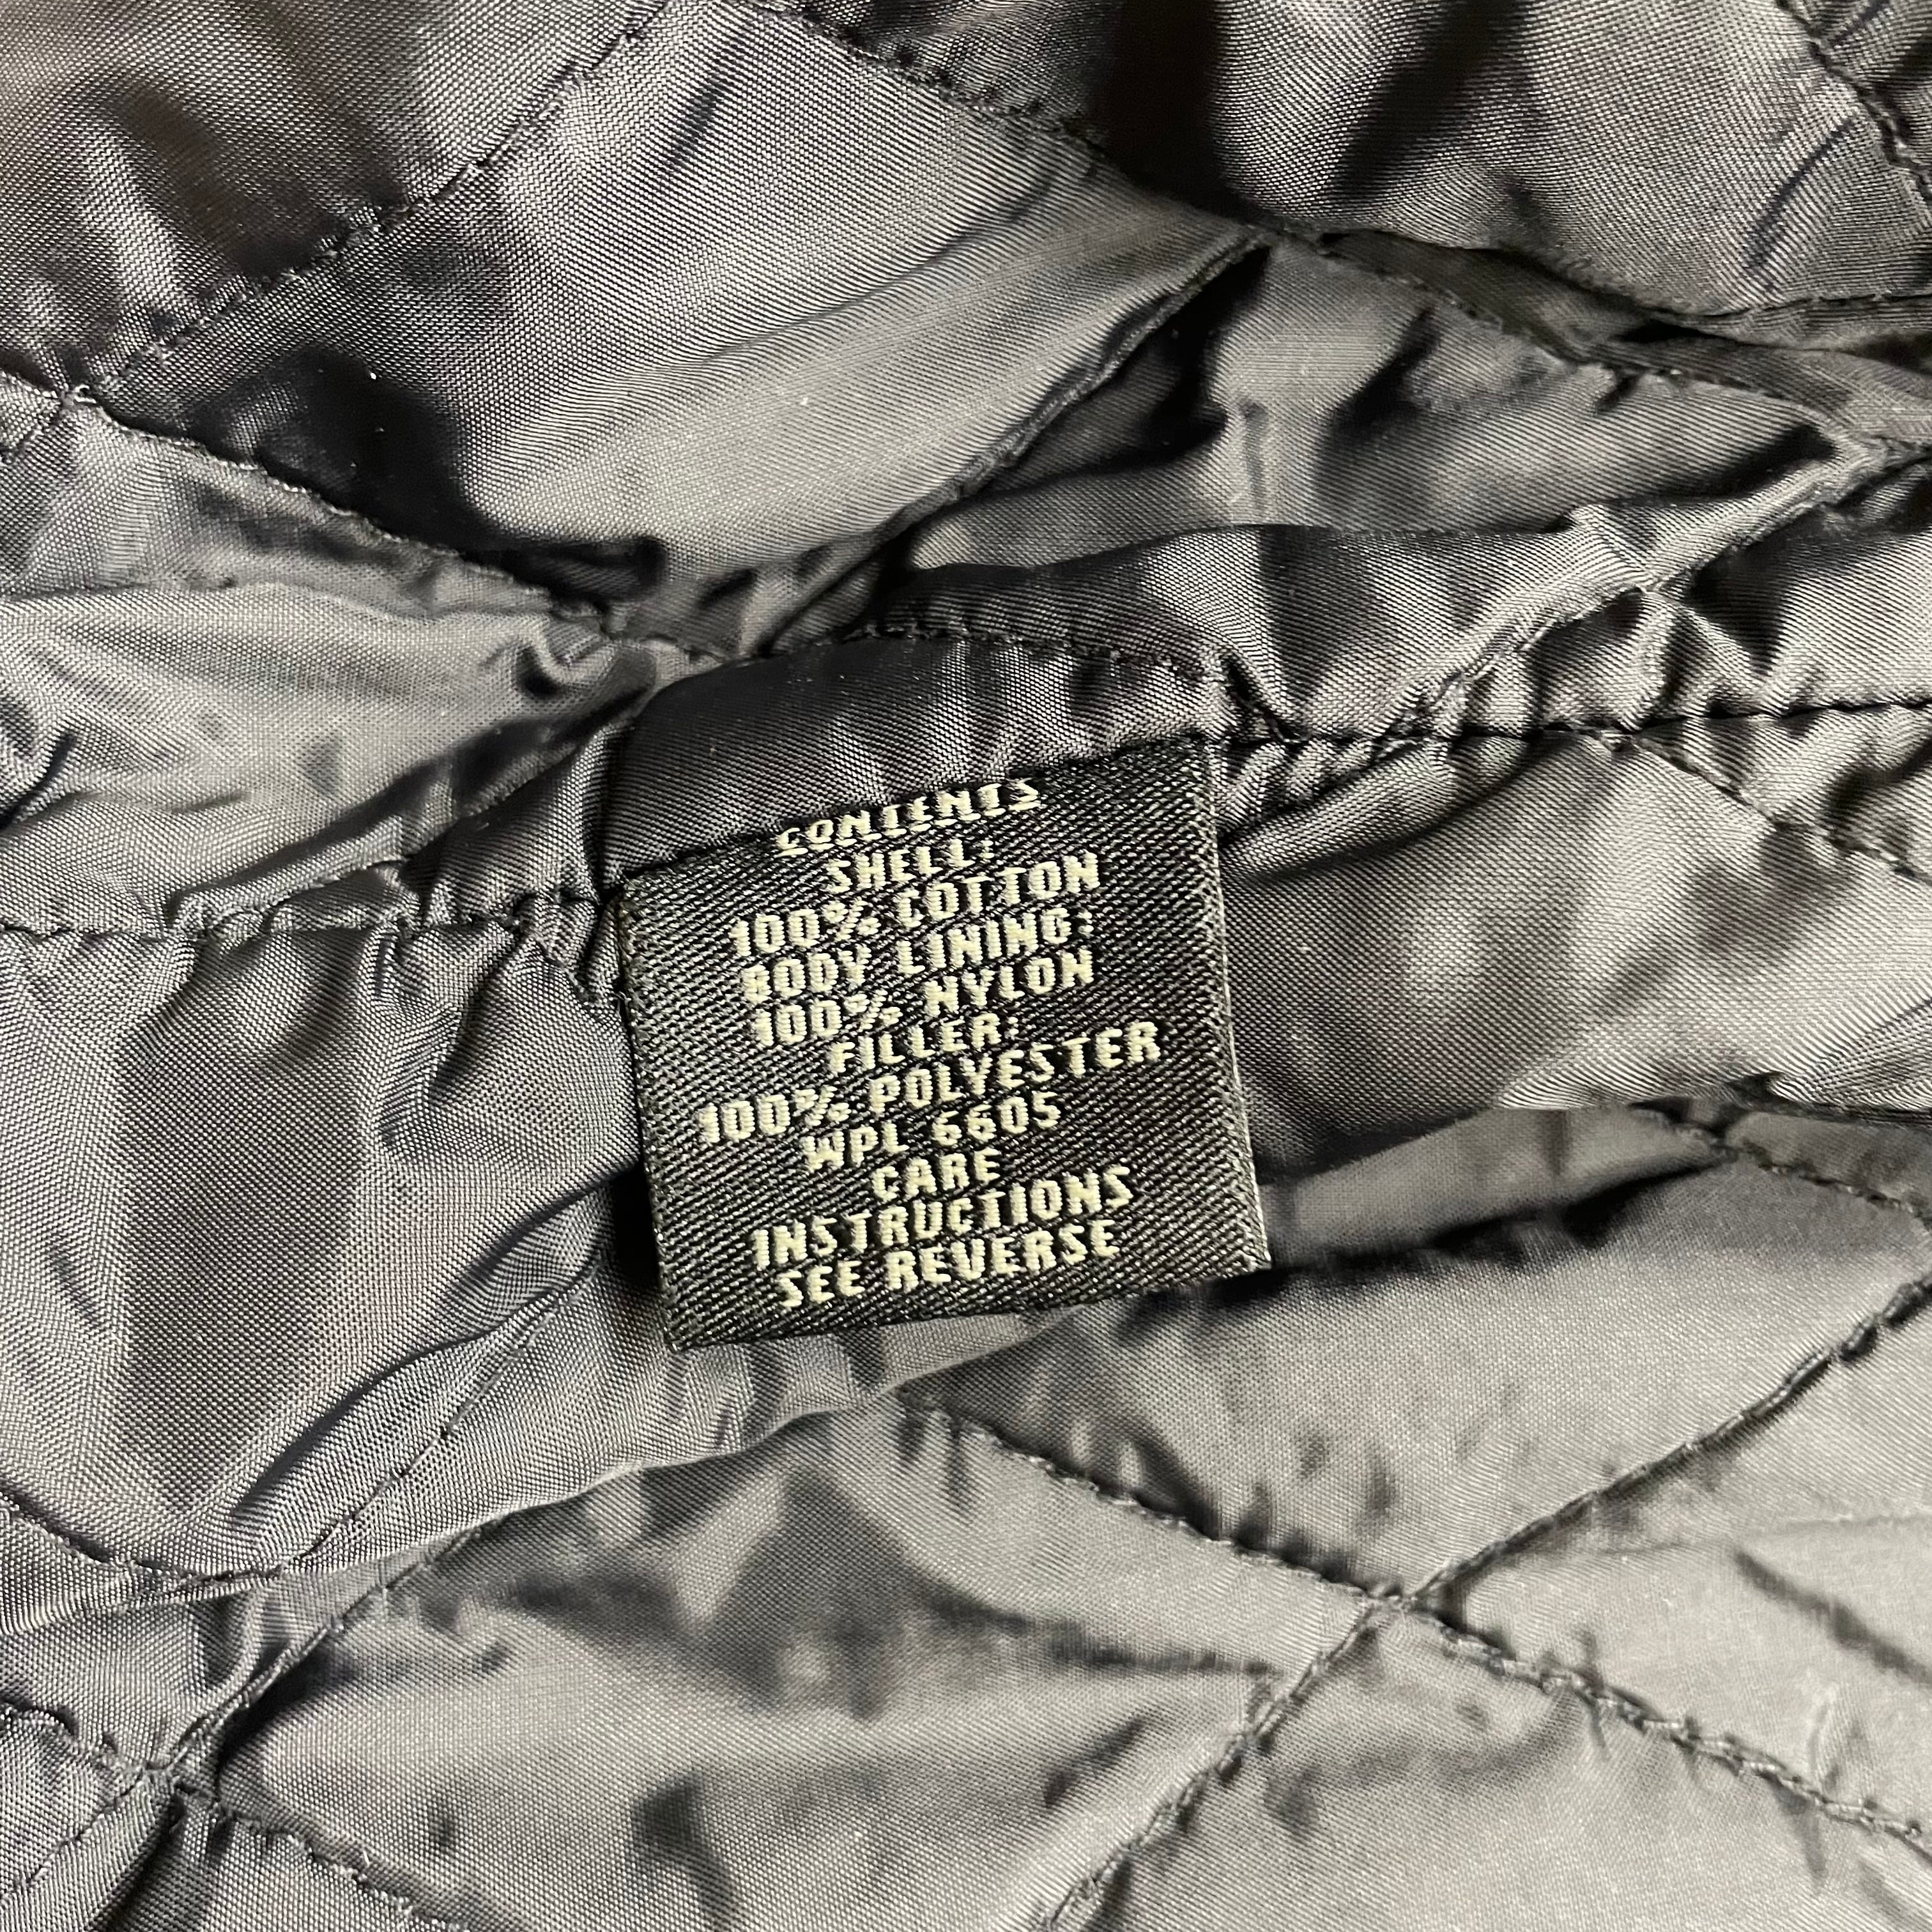 CONTENTS
SHELL:
100% COTTON
BODY LINING:
100% NYLON
FILLER:
100% POLYESTER
WPL 6605
CARE
INSTRUCTIONS
SEE REVERSE